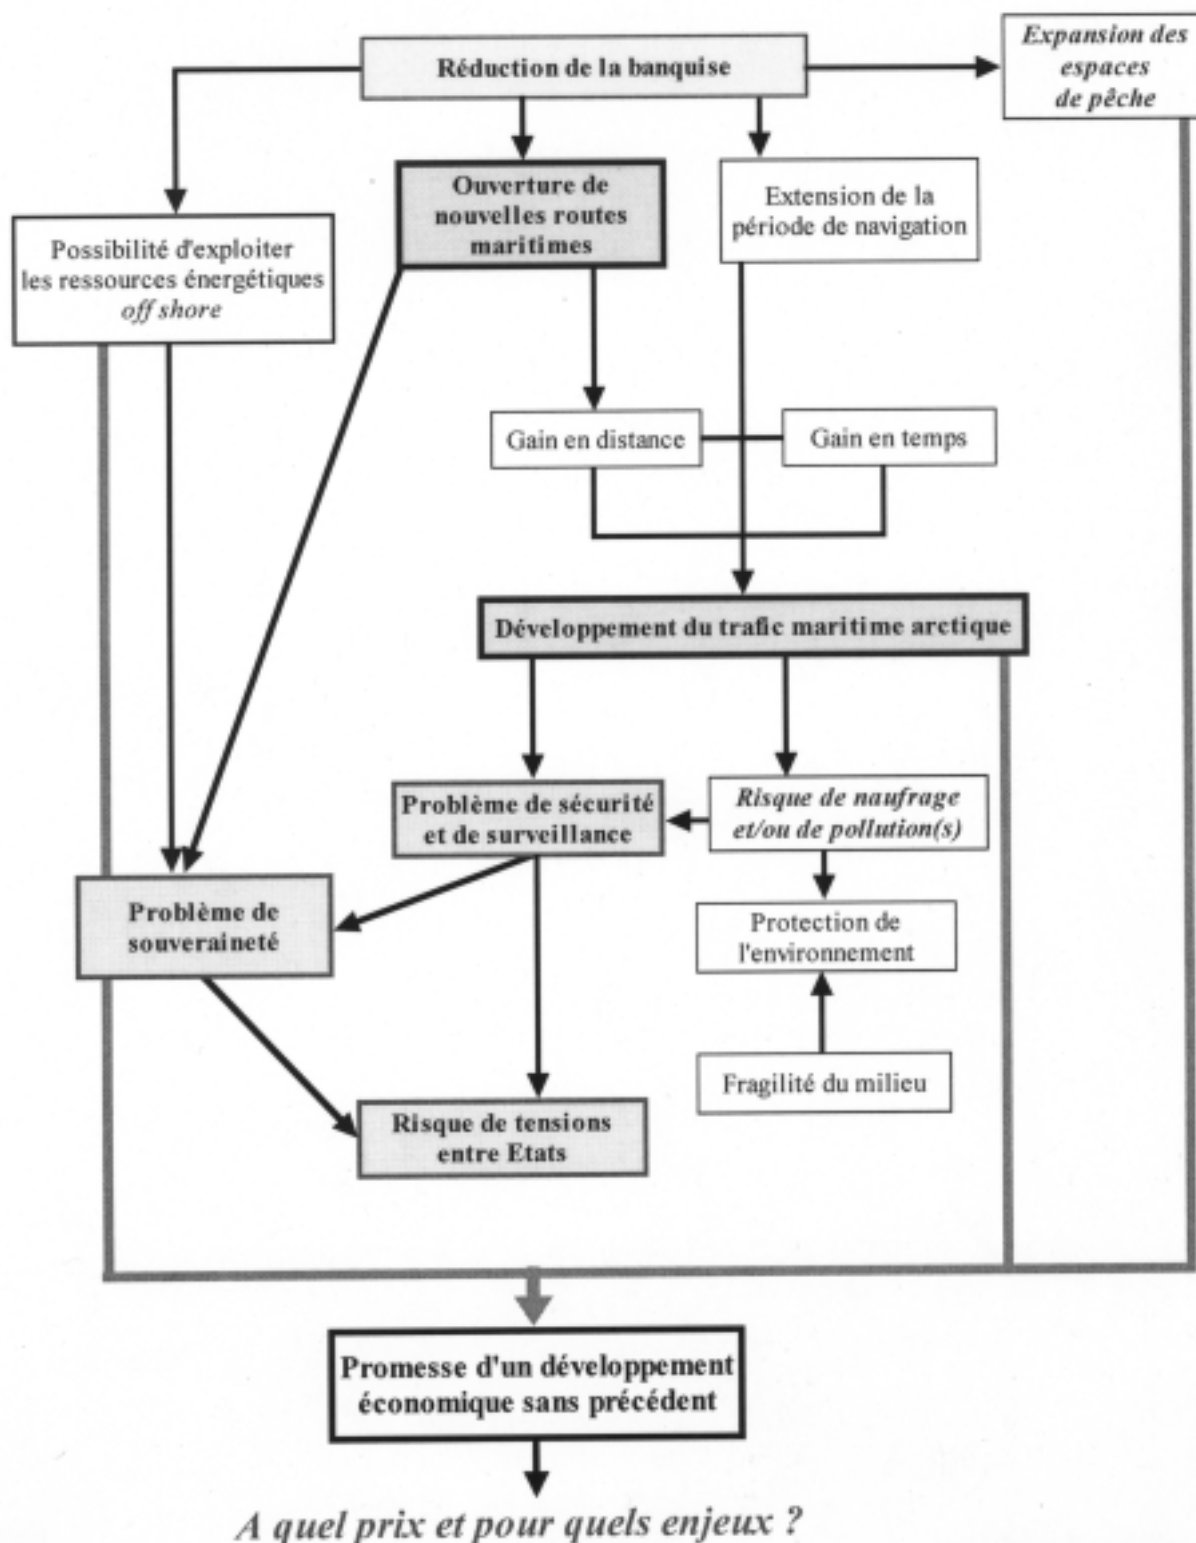 Expansion des
espaces
de pêche
Réduction de la banquise
Ouverture de
nouvelles routes
maritimes
Extension de la
période de navigation
Possibilité d'exploiter
les ressources énergétiques
off shore
Gain en distance
Gain en temps
Développement du trafic maritime arctique
Problème de sécurité
et de surveillance
Risque de naufrage
et/ou de pollution(s)
Problème de
souveraineté
Protection de
l'environnement
Fragilité du milieu
Risque de tensions
entre Etats
Promesse d'un développement
économique sans précédent
A quel prix et pour quels enjeux ?